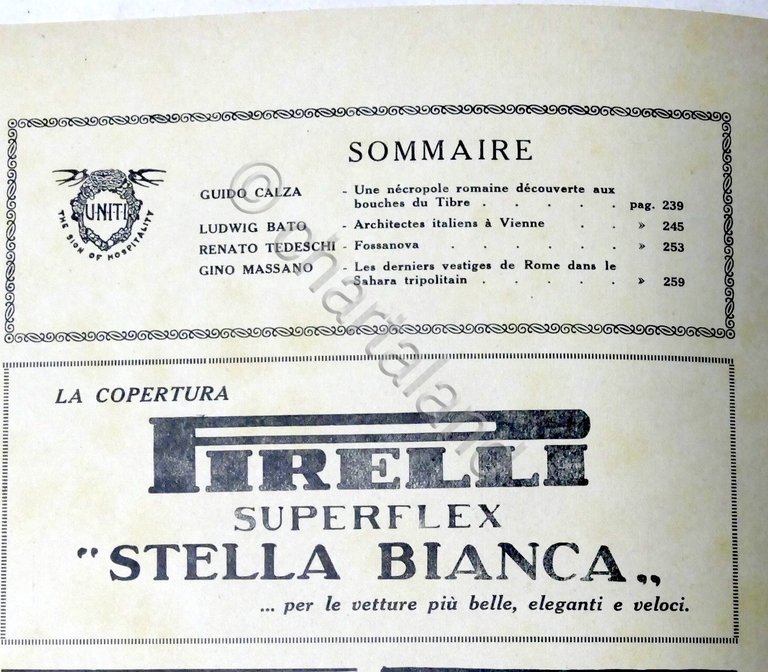 SOMMAIRE
UNITI
THE SIGN OF HOSPITALITY
GUIDO CALZA - Une nécropole romaine découverte aux
bouches du Tibre . . . . . pag. 239
LUDWIG BATO - Architectes italiens à Vienne . . » 245
RENATO TEDESCHI - Fossanova . . . . . » 253
GINO MASSANO - Les derniers vestiges de Rome dans le
Sahara tripolitain . . . . . » 259
© chartaland
LA COPERTURA
PIRELLI
SUPERFLEX
"STELLA BIANCA„
... per le vetture più belle, eleganti e veloci.